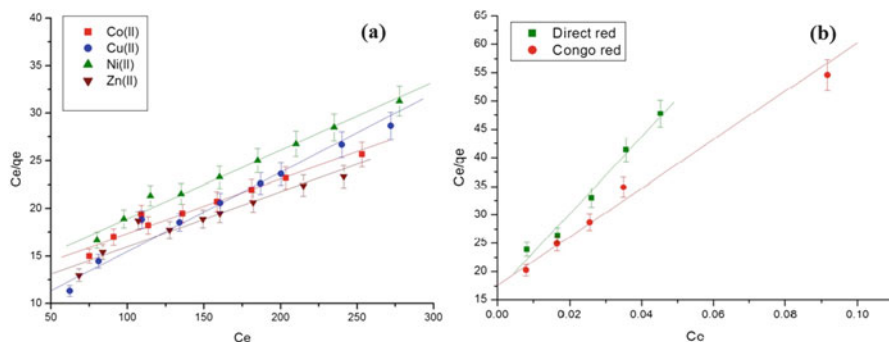 (a)
Co(II)
Cu(II)
Ni(II)
Zn(II)
Ce/qe
40
35
30
25
20
15
10
50 100 150 200 250 300
Ce
(b)
Direct red
Congo red
Ce/qe
65
60
55
50
45
40
35
30
25
20
15
0.00 0.02 0.04 0.06 0.08 0.10
Ce